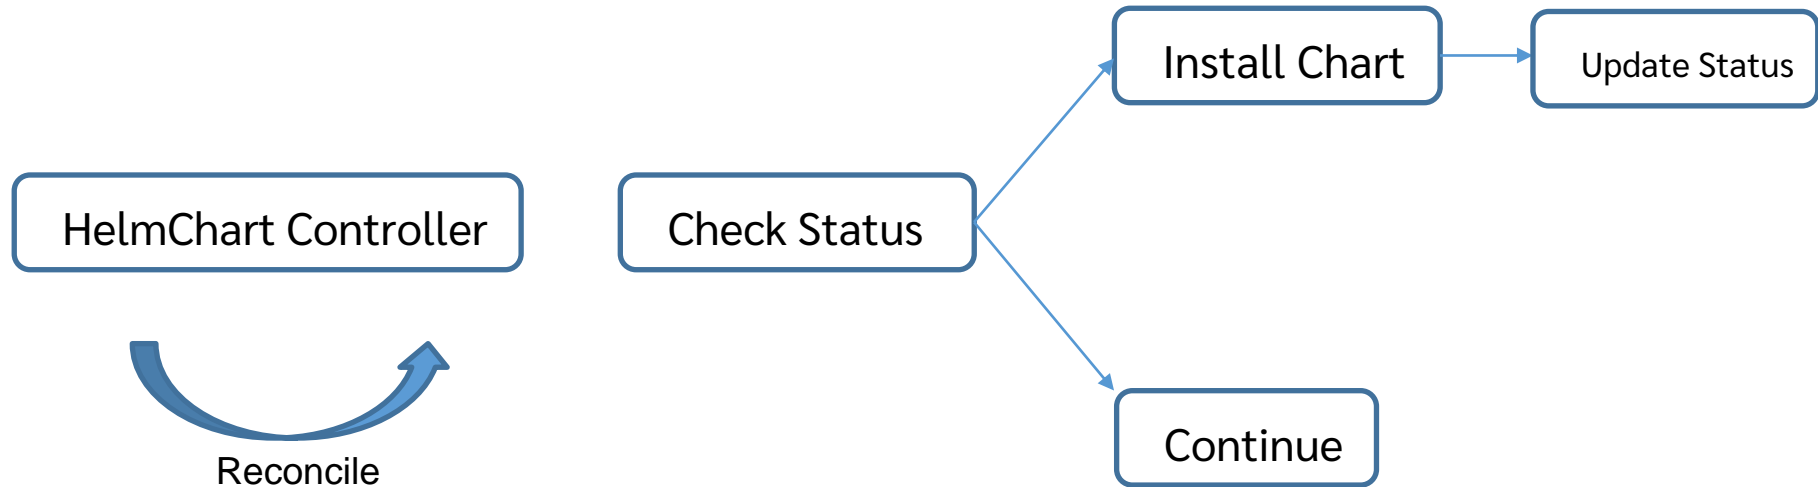 Install Chart
Update Status
HelmChart Controller
Check Status
Continue
Reconcile